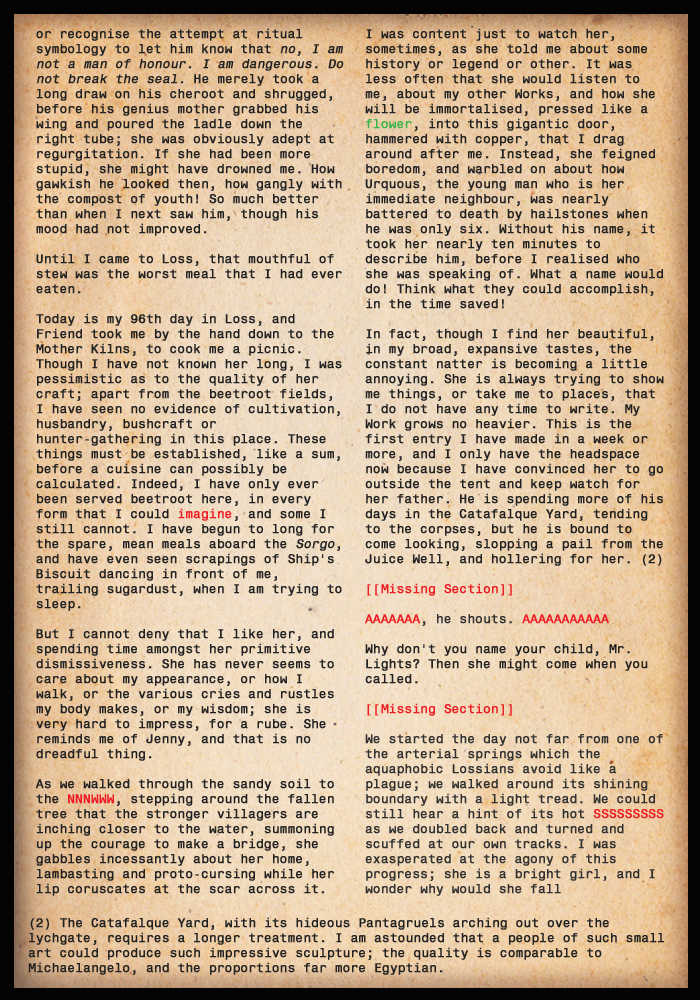 or recognise the attempt at ritual
symbology to let him know that no, I am
not a man of honour. I am dangerous. Do
not break the seal. He merely took a
long draw on his cheroot and shrugged,
before his genius mother grabbed his
wing and poured the ladle down the
right tube; she was obviously adept at
regurgitation. If she had been more
stupid, she might have drowned me. How
gawkish he looked then, how gangly with
the compost of youth! So much better
than when I next saw him, though his
mood had not improved.
Until I came to Loss, that mouthful of
stew was the worst meal that I had ever
eaten.
Today is my 96th day in Loss, and
Friend took me by the hand down to the
Mother Kilns, to cook me a picnic.
Though I have not known her long, I was
pessimistic as to the quality of her
craft; apart from the beetroot fields,
I have seen no evidence of cultivation,
husbandry, bushcraft or
hunter-gathering in this place. These
things must be established, like a sum,
before a cuisine can possibly be
calculated. Indeed, I have only ever
been served beetroot here, in every
form that I could imagine, and some I
still cannot. I have begun to long for
the spare, mean meals aboard the Sorgo,
and have even seen scrapings of Ship's
Biscuit dancing in front of me,
trailing sugardust, when I am trying to
sleep.
But I cannot deny that I like her, and
spending time amongst her primitive
dismissiveness. She has never seems to
care about my appearance, or how I
walk, or the various cries and rustles
my body makes, or my wisdom; she is
very hard to impress, for a rube. She
reminds me of Jenny, and that is no
dreadful thing.
As we walked through the sandy soil to
the NNNWWW, stepping around the fallen
tree that the stronger villagers are
inching closer to the water, summoning
up the courage to make a bridge, she
gabbles incessantly about her home,
lambasting and proto-cursing while her
lip coruscates at the scar across it.
I was content just to watch her,
sometimes, as she told me about some
history or legend or other. It was
less often that she would listen to
me, about my other Works, and how she
will be immortalised, pressed like a
flower, into this gigantic door,
hammered with copper, that I drag
around after me. Instead, she feigned
boredom, and warbled on about how
Urquous, the young man who is her
immediate neighbour, was nearly
battered to death by hailstones when
he was only six. Without his name, it
took her nearly ten minutes to
describe him, before I realised who
she was speaking of. What a name would
do! Think what they could accomplish,
in the time saved!
In fact, though I find her beautiful,
in my broad, expansive tastes, the
constant natter is becoming a little
annoying. She is always trying to show
me things, or take me to places, that
I do not have any time to write. My
Work grows no heavier. This is the
first entry I have made in a week or
more, and I only have the headspace
now because I have convinced her to go
outside the tent and keep watch for
her father. He is spending more of his
days in the Catafalque Yard, tending
to the corpses, but he is bound to
come looking, slopping a pail from the
Juice Well, and hollering for her. (2)
[[Missing Section]]
AAAAAAA, he shouts. AAAAAAAAAAA
Why don't you name your child, Mr.
Lights? Then she might come when you
called.
[[Missing Section]]
We started the day not far from one of
the arterial springs which the
aquaphobic Lossians avoid like a
plague; we walked around its shining
boundary with a light tread. We could
still hear a hint of its hot SSSSSSSSS
as we doubled back and turned and
scuffed at our own tracks. I was
exasperated at the agony of this
progress; she is a bright girl, and I
wonder why would she fall
(2) The Catafalque Yard, with its hideous Pantagruels arching out over the
lychgate, requires a longer treatment. I am astounded that a people of such small
art could produce such impressive sculpture; the quality is comparable to
Michaelangelo, and the proportions far more Egyptian.